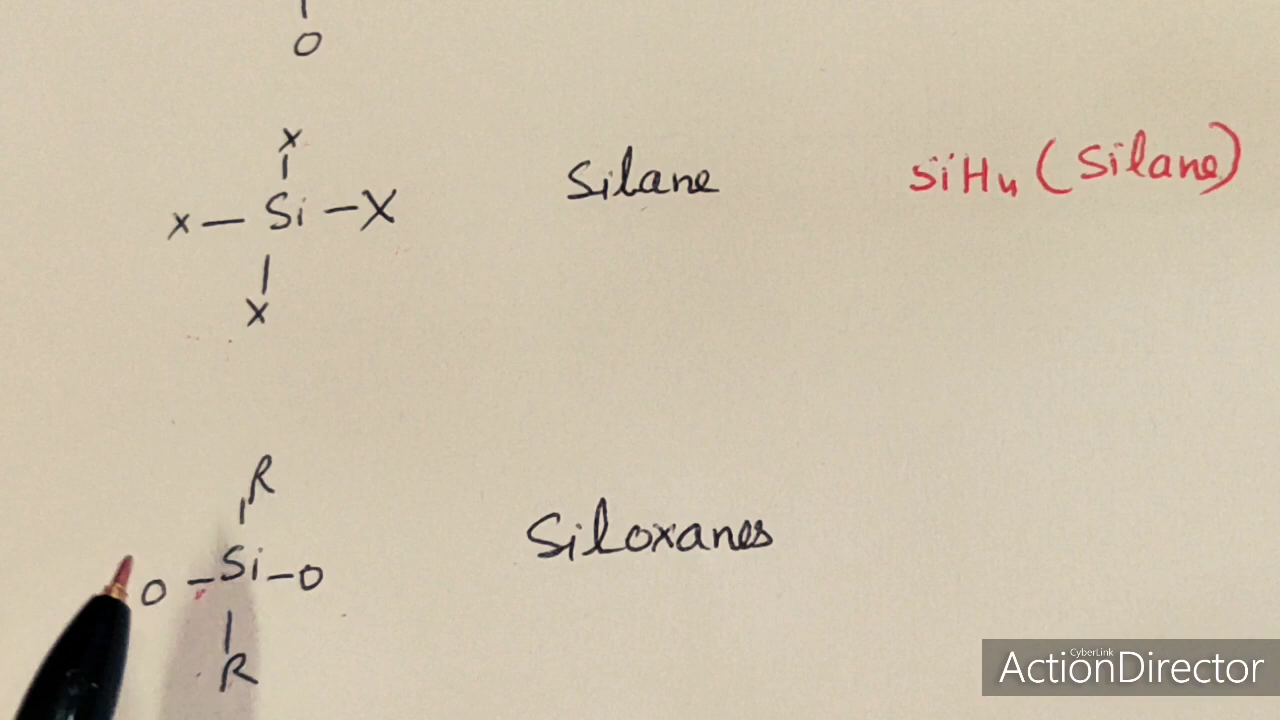 O
X
X — Si — X Silane SiH4 (Silane)
X
R
O — Si — O Siloxanes
R
CyberLink
ActionDirector